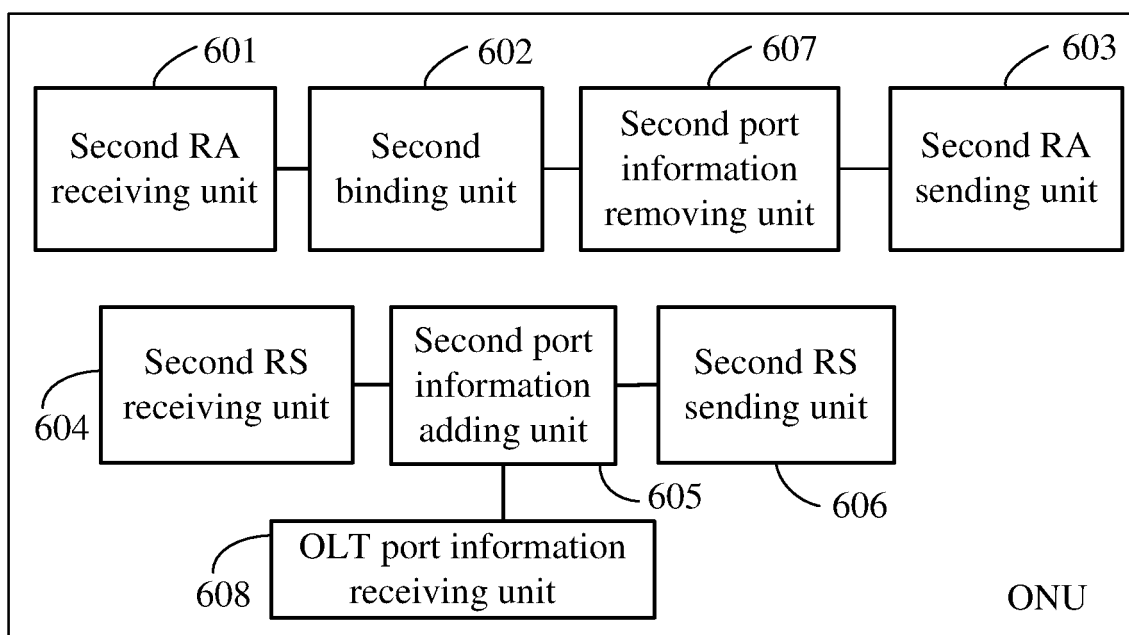 601
602
607
603
Second RA
receiving unit
Second
binding unit
Second port
information
removing unit
Second RA
sending unit
Second RS
receiving unit
Second port
information
adding unit
Second RS
sending unit
604
605
606
OLT port information
receiving unit
608
ONU